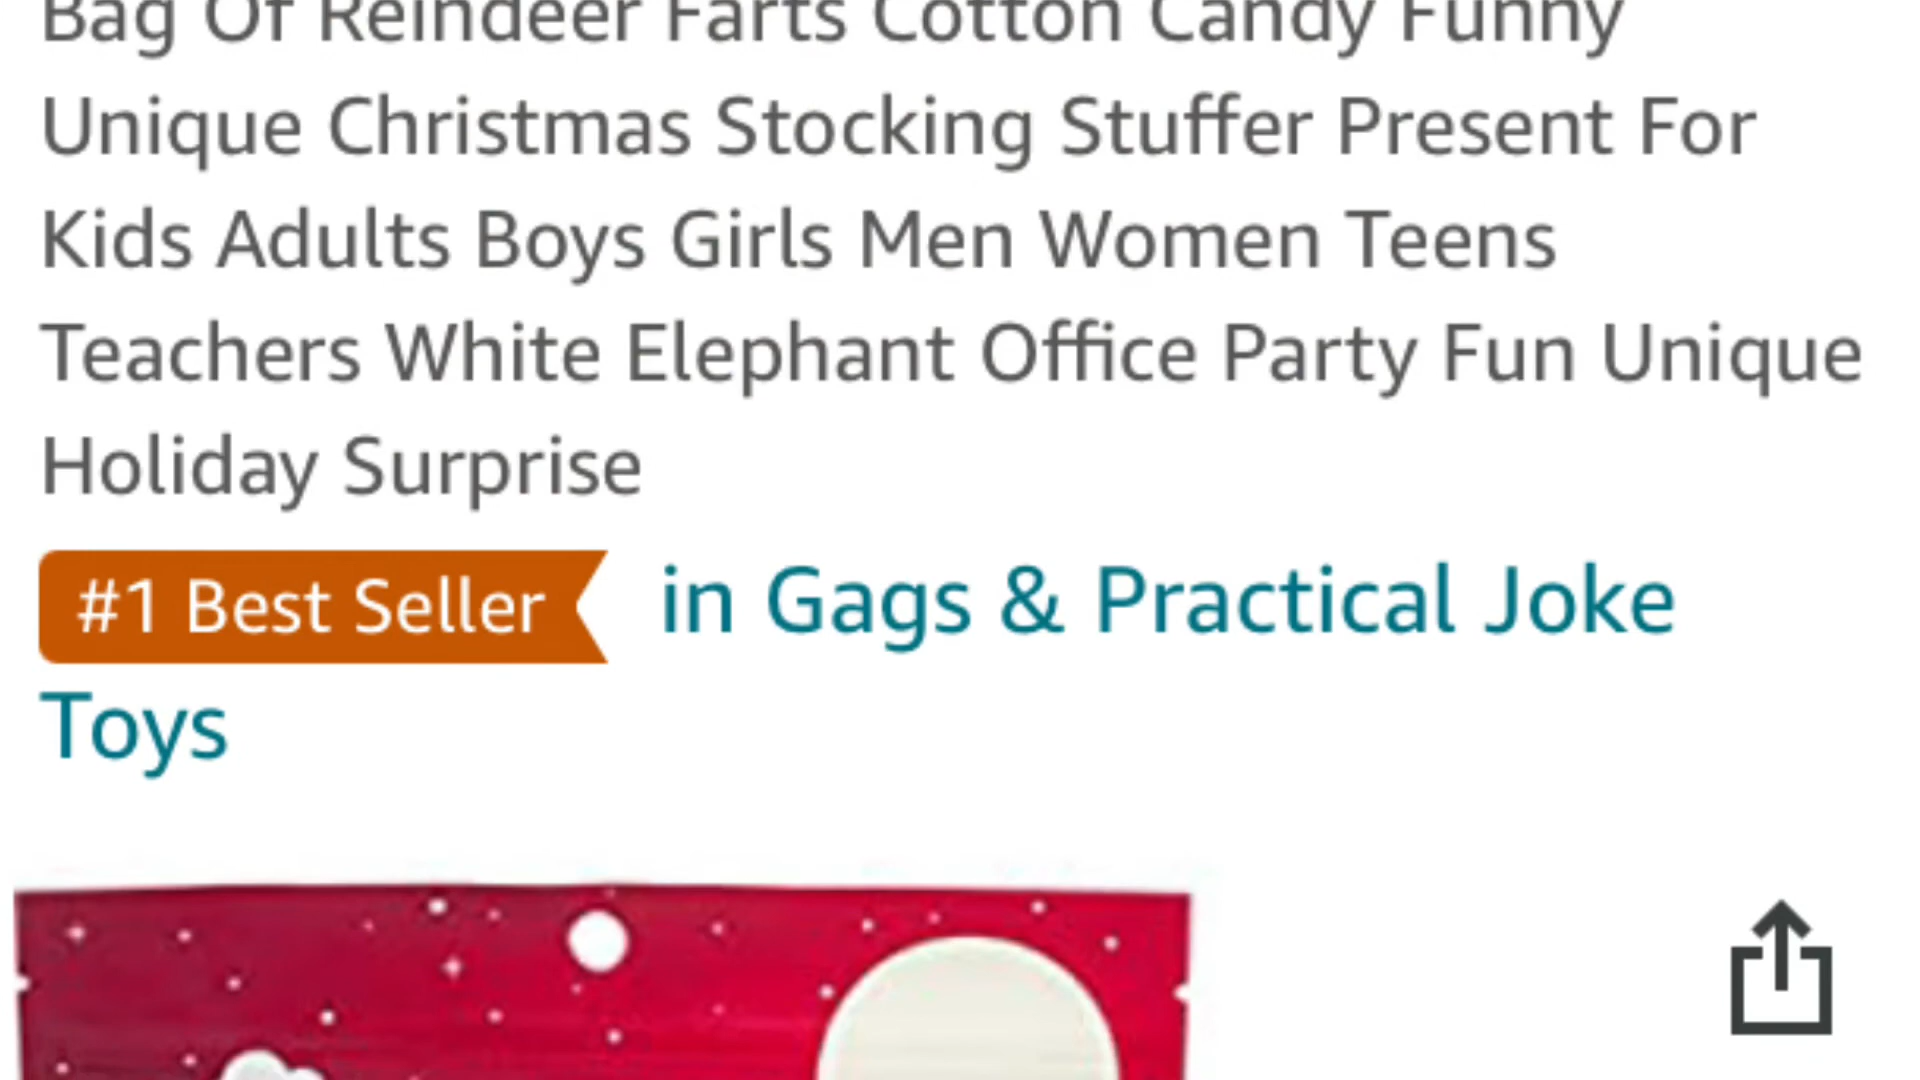 Bag Of Reindeer Farts Cotton Candy Funny
Unique Christmas Stocking Stuffer Present For
Kids Adults Boys Girls Men Women Teens
Teachers White Elephant Office Party Fun Unique
Holiday Surprise
#1 Best Seller in Gags & Practical Joke
Toys